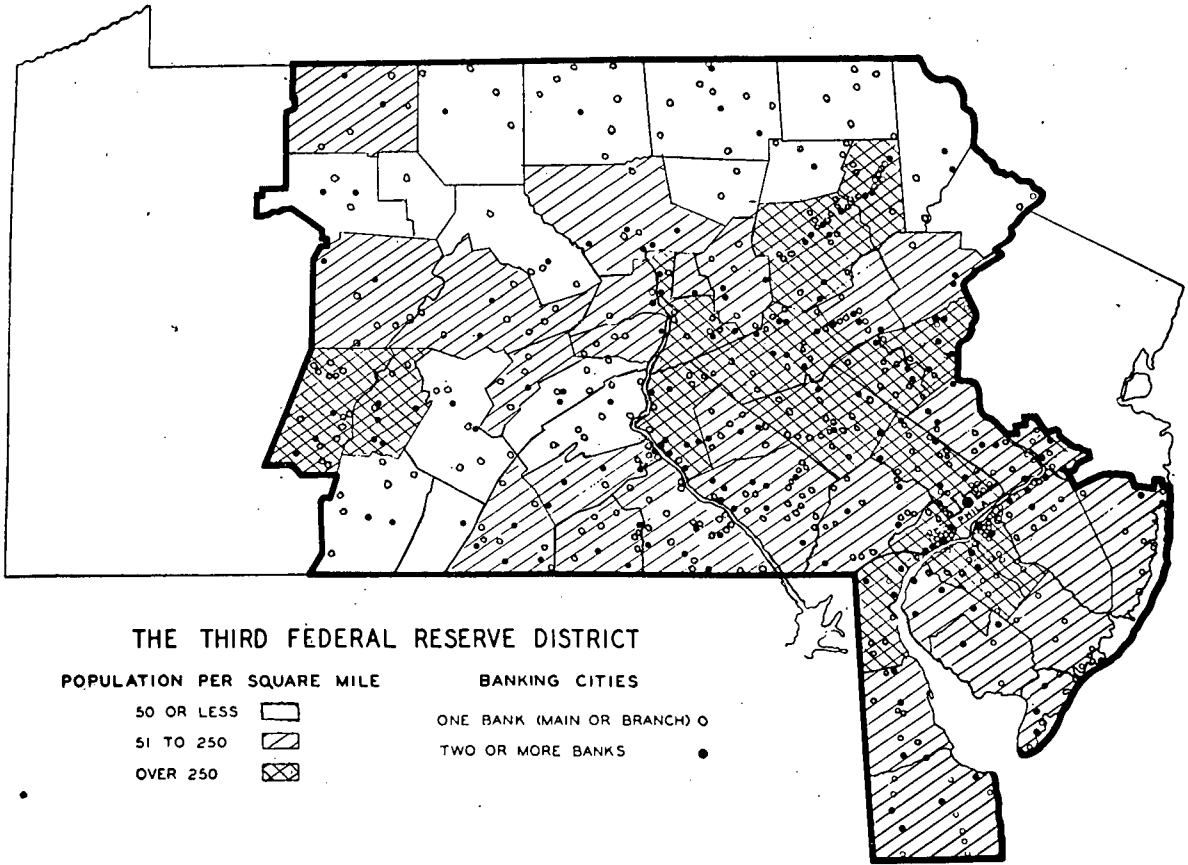 PHILA.
THE THIRD FEDERAL RESERVE DISTRICT
POPULATION PER SQUARE MILE
50 OR LESS
51 TO 250
OVER 250
BANKING CITIES
ONE BANK (MAIN OR BRANCH)
TWO OR MORE BANKS